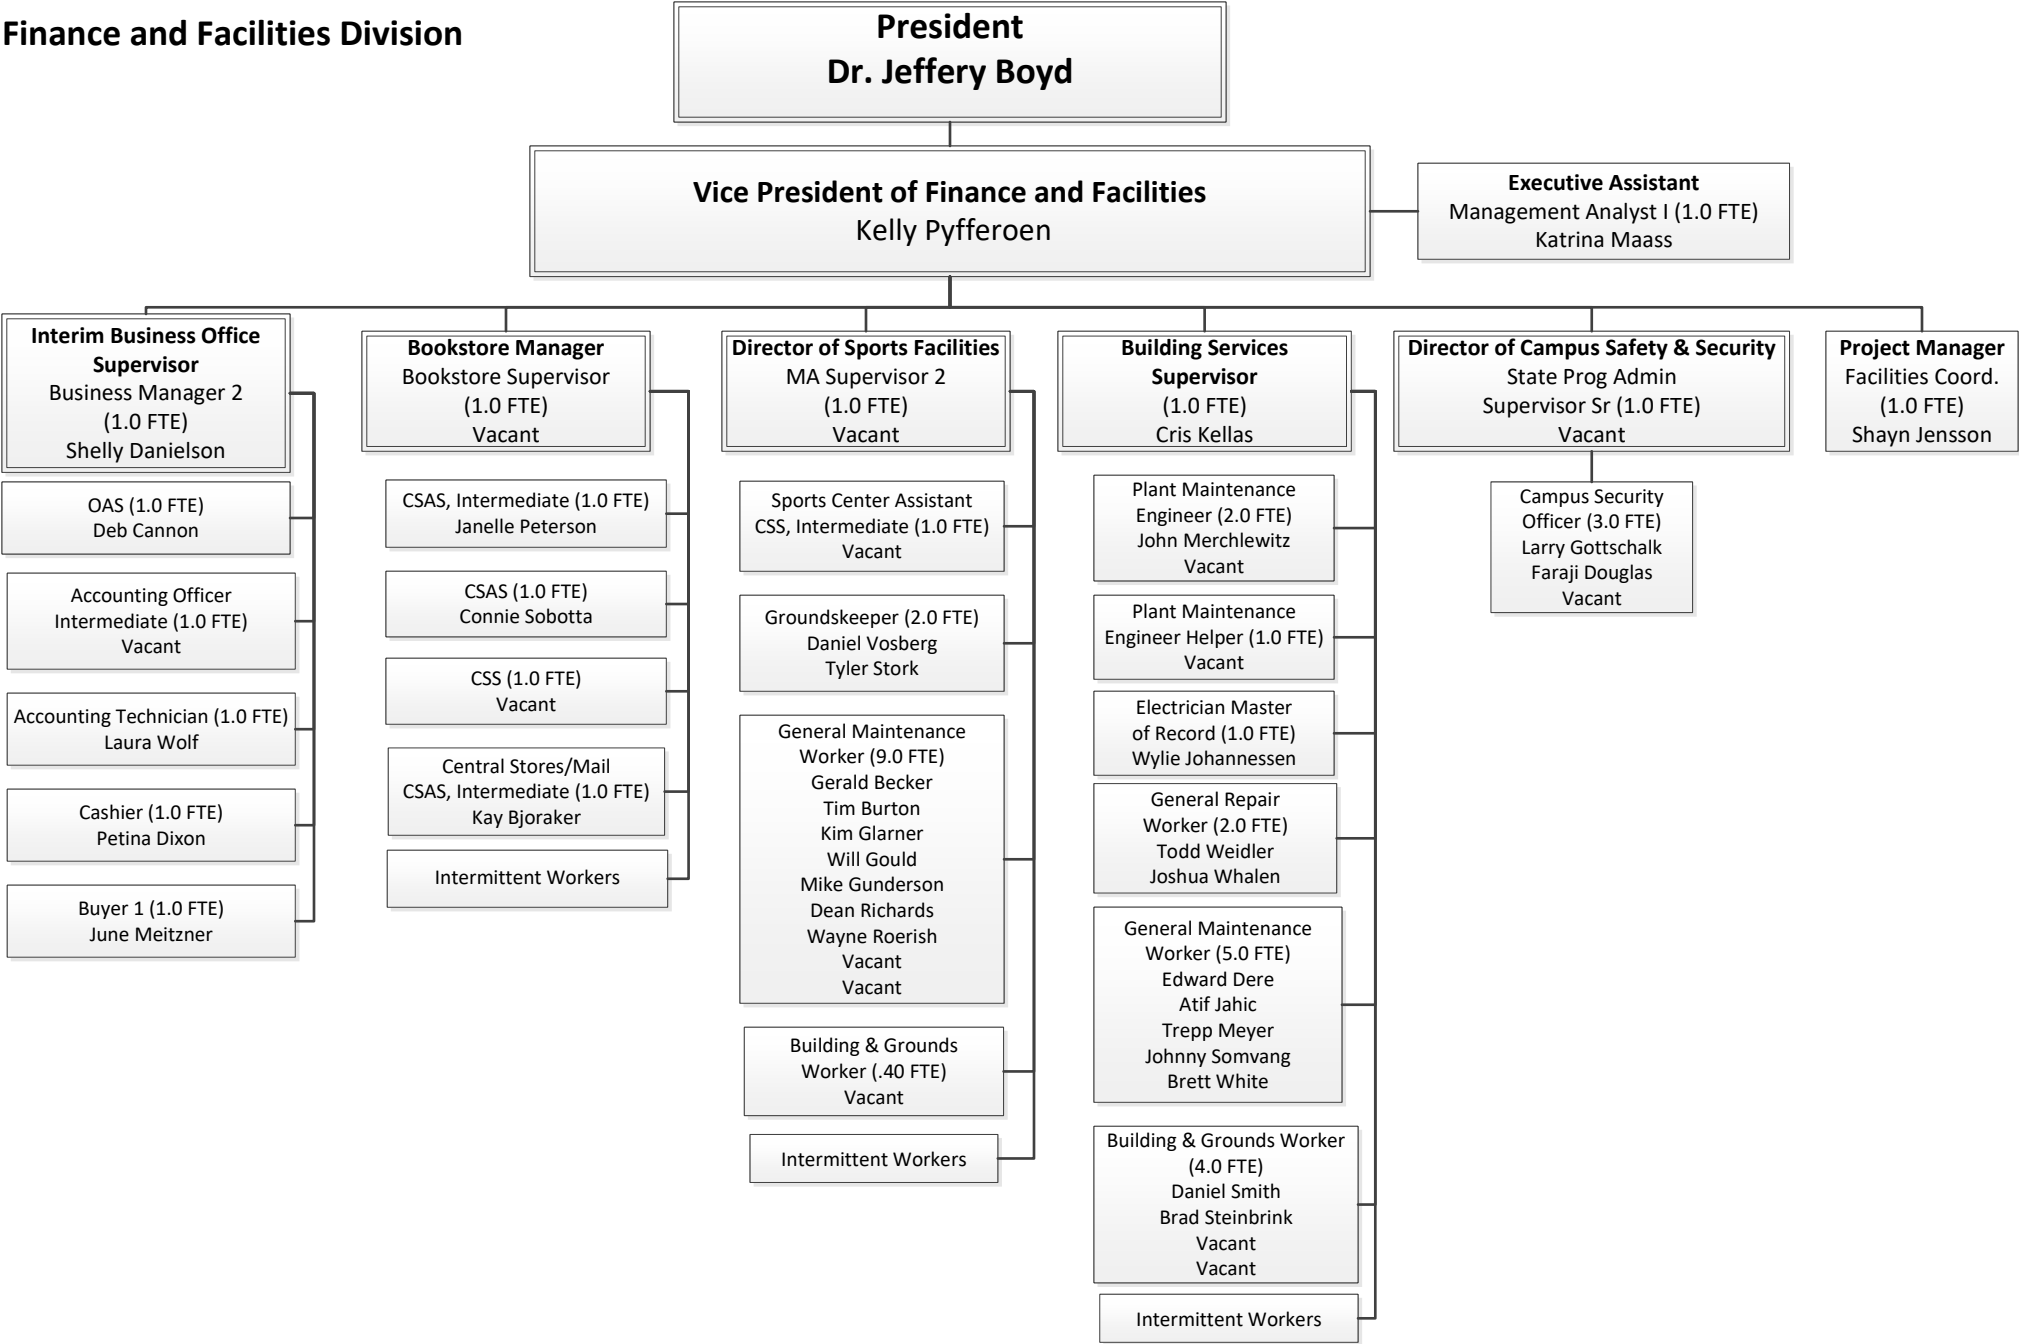 Finance and Facilities Division
President
Dr. Jeffery Boyd
Vice President of Finance and Facilities
Kelly Pyfferoen
Executive Assistant
Management Analyst I (1.0 FTE)
Katrina Maass
Interim Business Office
Supervisor
Business Manager 2
(1.0 FTE)
Shelly Danielson
OAS (1.0 FTE)
Deb Cannon
Accounting Officer
Intermediate (1.0 FTE)
Vacant
Accounting Technician (1.0 FTE)
Laura Wolf
Cashier (1.0 FTE)
Petina Dixon
Buyer 1 (1.0 FTE)
June Meitzner
Bookstore Manager
Bookstore Supervisor
(1.0 FTE)
Vacant
CSAS, Intermediate (1.0 FTE)
Janelle Peterson
CSAS (1.0 FTE)
Connie Sobotta
CSS (1.0 FTE)
Vacant
Central Stores/Mail
CSAS, Intermediate (1.0 FTE)
Kay Bjoraker
Intermittent Workers
Director of Sports Facilities
MA Supervisor 2
(1.0 FTE)
Vacant
Sports Center Assistant
CSS, Intermediate (1.0 FTE)
Vacant
Groundskeeper (2.0 FTE)
Daniel Vosberg
Tyler Stork
General Maintenance
Worker (9.0 FTE)
Gerald Becker
Tim Burton
Kim Glarner
Will Gould
Mike Gunderson
Dean Richards
Wayne Roerish
Vacant
Vacant
Building & Grounds
Worker (.40 FTE)
Vacant
Intermittent Workers
Building Services
Supervisor
(1.0 FTE)
Cris Kellas
Plant Maintenance
Engineer (2.0 FTE)
John Merchlewitz
Vacant
Plant Maintenance
Engineer Helper (1.0 FTE)
Vacant
Electrician Master
of Record (1.0 FTE)
Wylie Johannessen
General Repair
Worker (2.0 FTE)
Todd Weidler
Joshua Whalen
General Maintenance
Worker (5.0 FTE)
Edward Dere
Atif Jahic
Trepp Meyer
Johnny Somvang
Brett White
Building & Grounds Worker
(4.0 FTE)
Daniel Smith
Brad Steinbrink
Vacant
Vacant
Intermittent Workers
Director of Campus Safety & Security
State Prog Admin
Supervisor Sr (1.0 FTE)
Vacant
Campus Security
Officer (3.0 FTE)
Larry Gottschalk
Faraji Douglas
Vacant
Project Manager
Facilities Coord.
(1.0 FTE)
Shayn Jensson